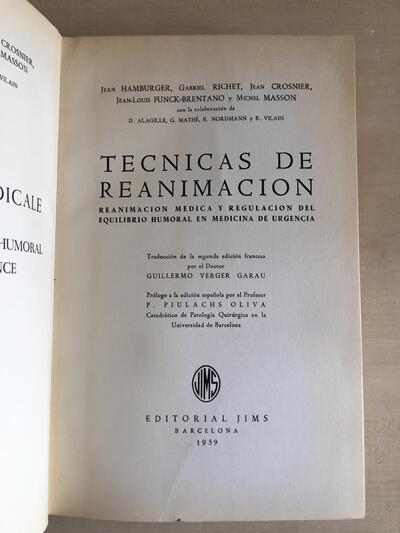 CROSNIER,
MASSON
VILAIN
DICALE
HUMORAL
NCE
JEAN HAMBURGER, GABRIEL RICHET, JEAN CROSNIER,
JEAN-LOUIS FUNCK-BRENTANO y MICHEL MASSON
con la colaboración de
D. ALAGILLE, G. MATHÉ, R. NORDMANN y R. VILAIN
TECNICAS DE
REANIMACION
REANIMACION MEDICA Y REGULACION DEL
EQUILIBRIO HUMORAL EN MEDICINA DE URGENCIA
Traducción de la segunda edición francesa
por el Doctor
GUILLERMO VERGER GARAU
Prólogo a la edición española por el Profesor
P. PIULACHS OLIVA
Catedrático de Patología Quirúrgica en la
Universidad de Barcelona
JIMS
EDITORIAL JIMS
BARCELONA
1959